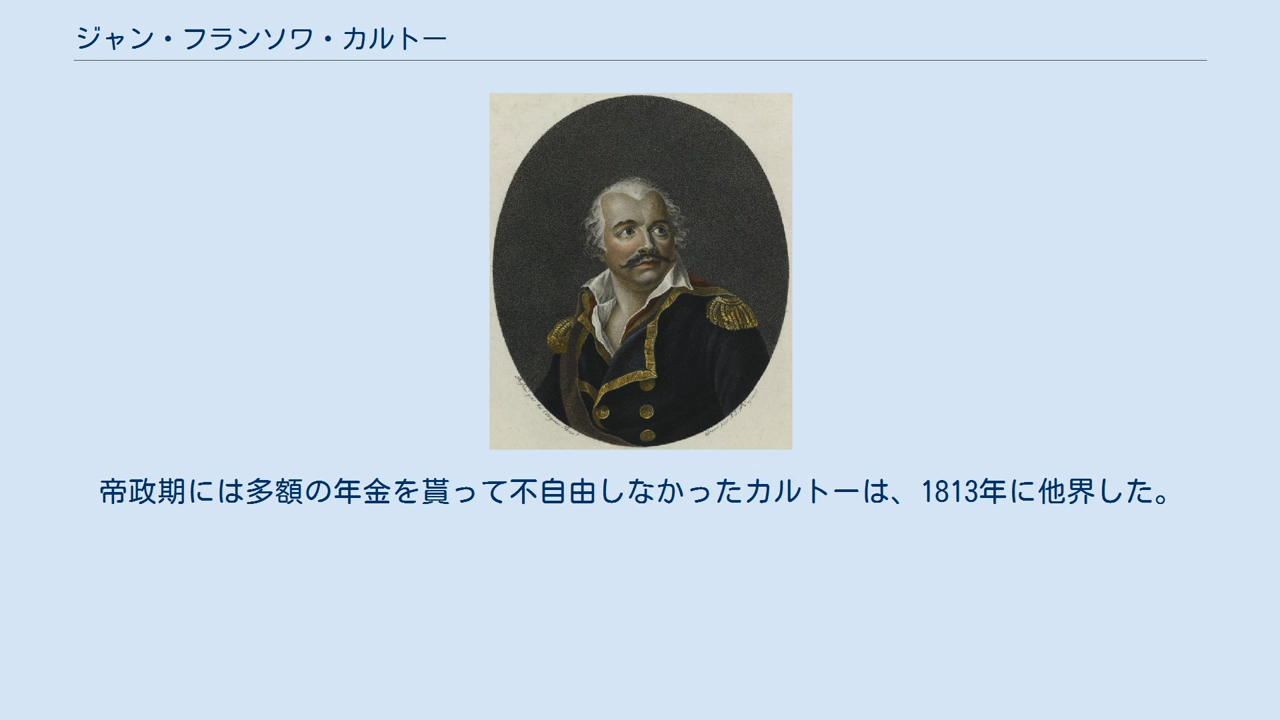 ジャン・フランソワ・カルトー
帝政期には多額の年金を貰って不自由しなかったカルトーは、1813年に他界した。